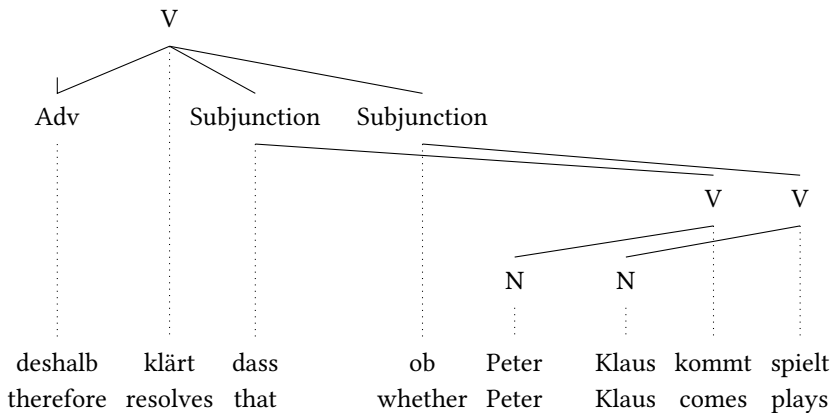 V
Adv Subjunction Subjunction
V V
N N
deshalb klärt dass ob Peter Klaus kommt spielt
therefore resolves that whether Peter Klaus comes plays